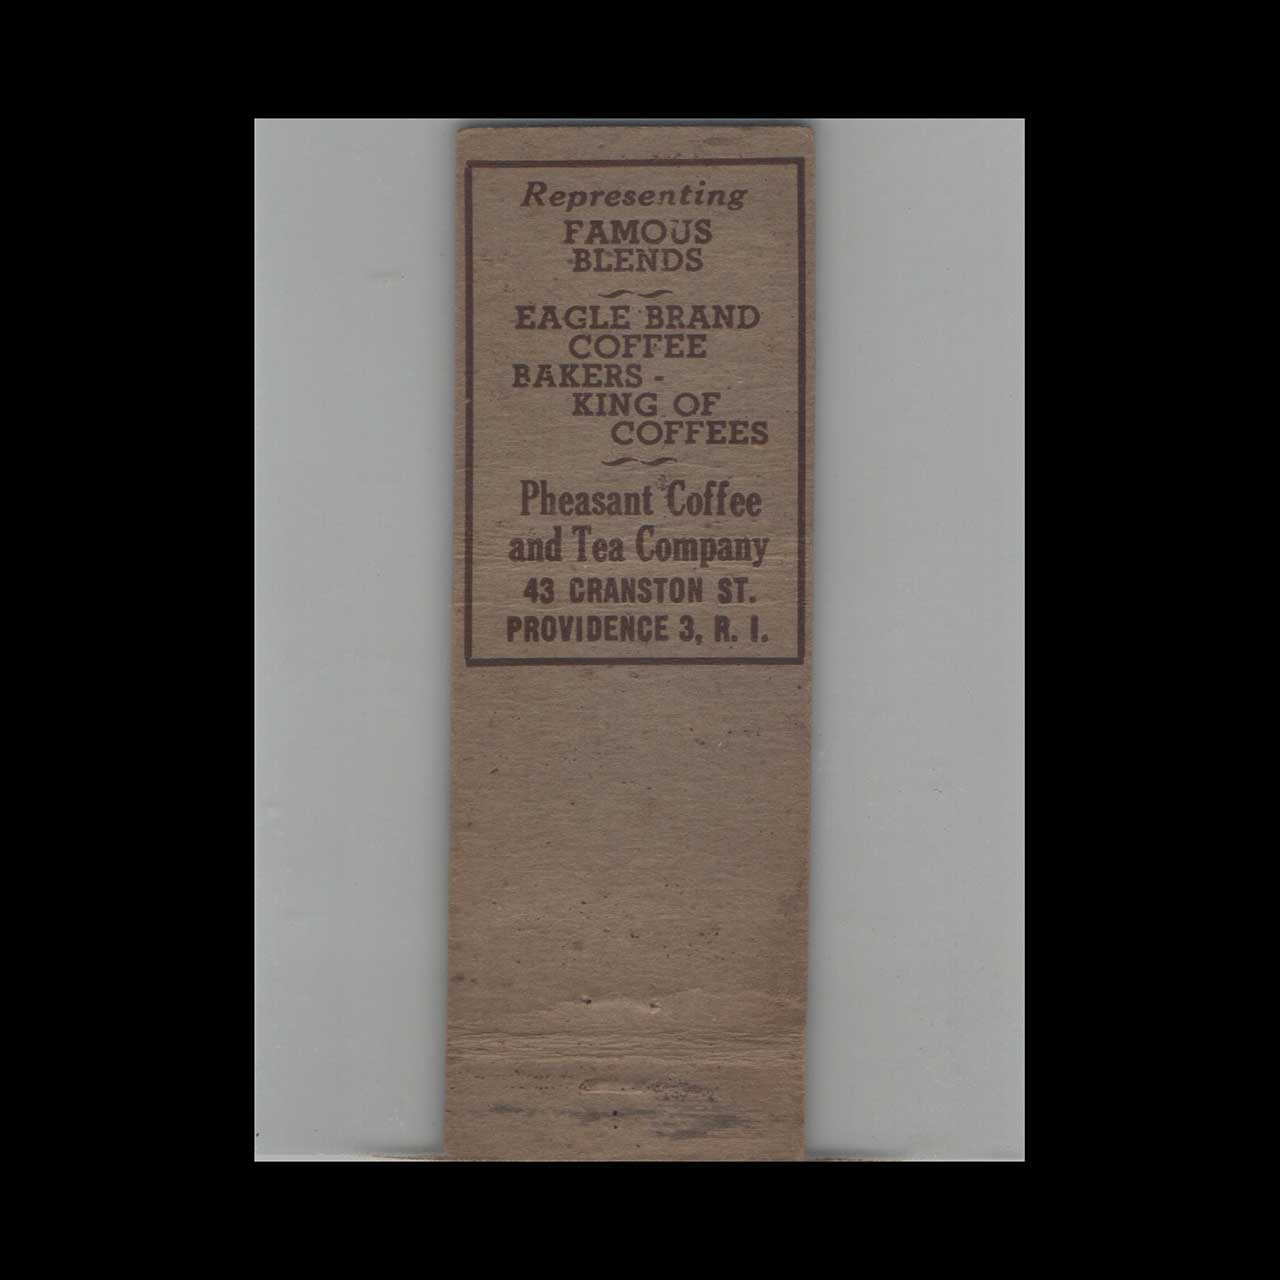 Representing
FAMOUS
BLENDS
EAGLE BRAND
COFFEE
BAKERS -
KING OF
COFFEES
Pheasant Coffee
and Tea Company
43 CRANSTON ST.
PROVIDENCE 3, R. I.